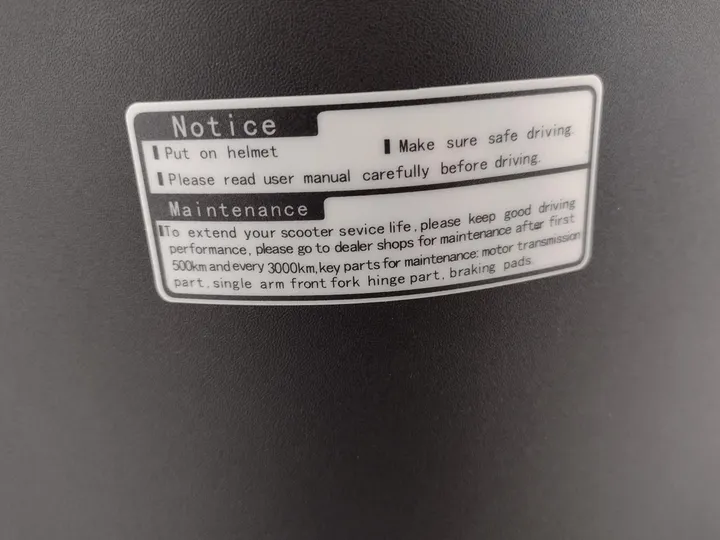 Notice
Put on helmet
Make sure safe driving
Please read user manual carefully before driving.
Maintenance
To extend your scooter sevice life, please keep good driving
performance, please go to dealer shops for maintenance after first
500km and every 3000km, key parts for maintenance: motor transmission
part, single arm front fork hinge part, braking pads.